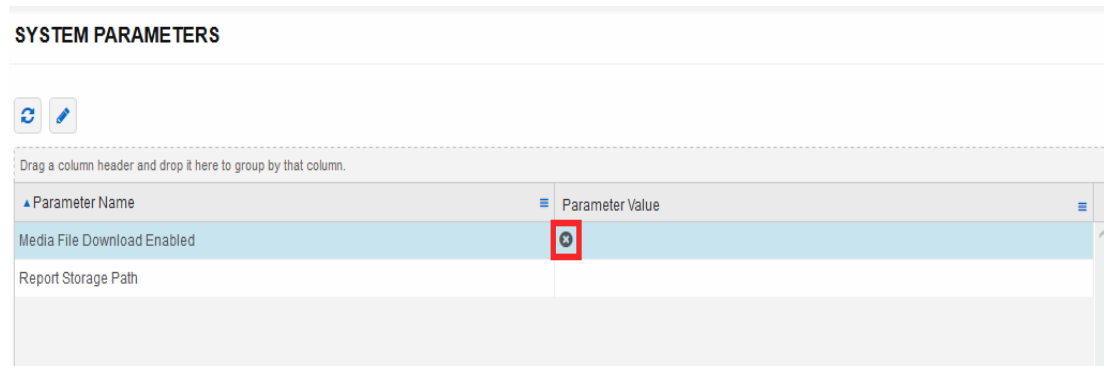 SYSTEM PARAMETERS
Drag a column header and drop it here to group by that column.
Parameter Name
Parameter Value
Media File Download Enabled
Report Storage Path